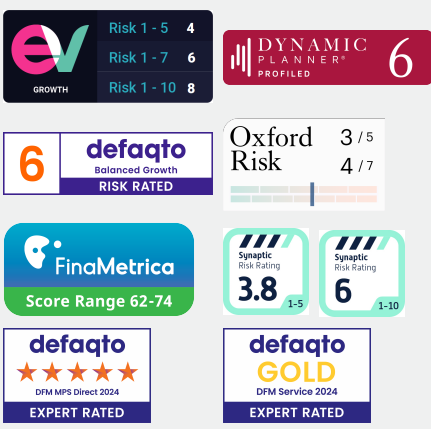 ev
GROWTH
Risk 1 - 5 4
Risk 1 - 7 6
Risk 1 - 10 8
DYNAMIC
PLANNER®
PROFILED
6
6
defaqto
Balanced Growth
RISK RATED
Oxford
Risk
3 / 5
4 / 7
FinaMetrica
Score Range 62-74
Synaptic
Risk Rating
3.8
1-5
Synaptic
Risk Rating
6
1-10
defaqto
DFM MPS Direct 2024
EXPERT RATED
defaqto
GOLD
DFM Service 2024
EXPERT RATED